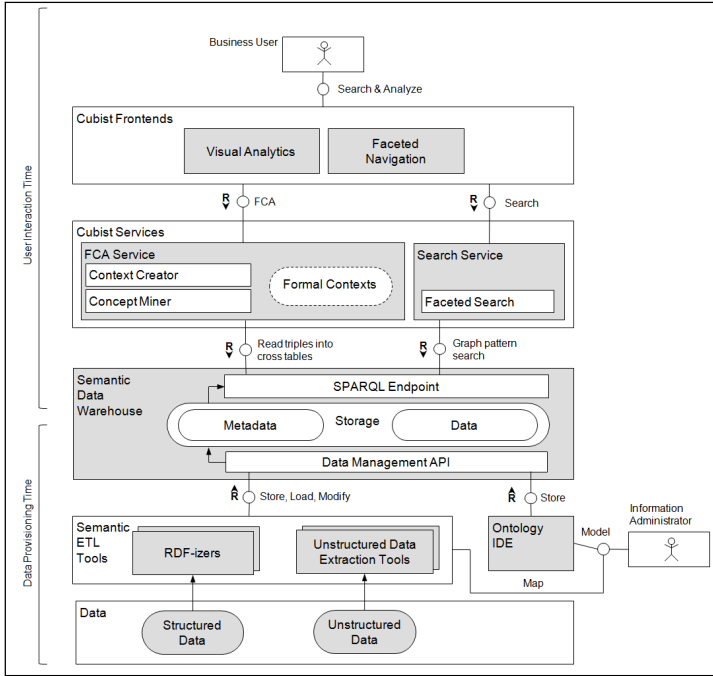 Business User
Search & Analyze
Cubist Frontends
Visual Analytics
Faceted
Navigation
R
FCA
R
Search
Cubist Services
FCA Service
Context Creator
Concept Miner
Formal Contexts
Search Service
Faceted Search
R
Read triples into
cross tables
R
Graph pattern
search
User Interaction Time
Semantic
Data
Warehouse
SPARQL Endpoint
Metadata
Storage
Data
Data Management API
R
Store, Load, Modify
R
Store
Data Provisioning Time
Semantic
ETL
Tools
RDF-izers
Unstructured Data
Extraction Tools
Ontology
IDE
Model
Information
Administrator
Map
Data
Structured
Data
Unstructured
Data